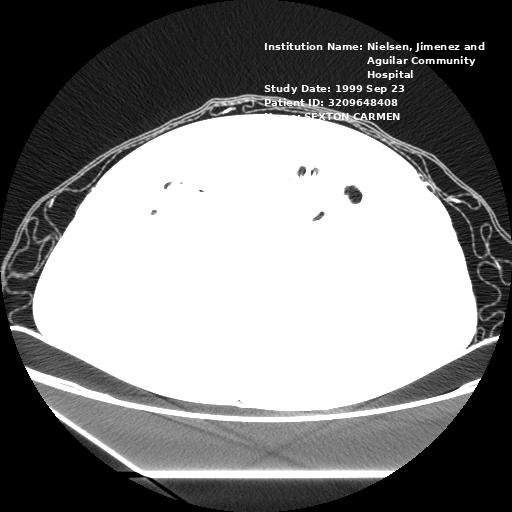 Institution Name: Nielsen, Jimenez and
Aguilar Community
Hospital
Study Date: 1999 Sep 23
Patient ID: 3209648408
SEXTON CARMEN